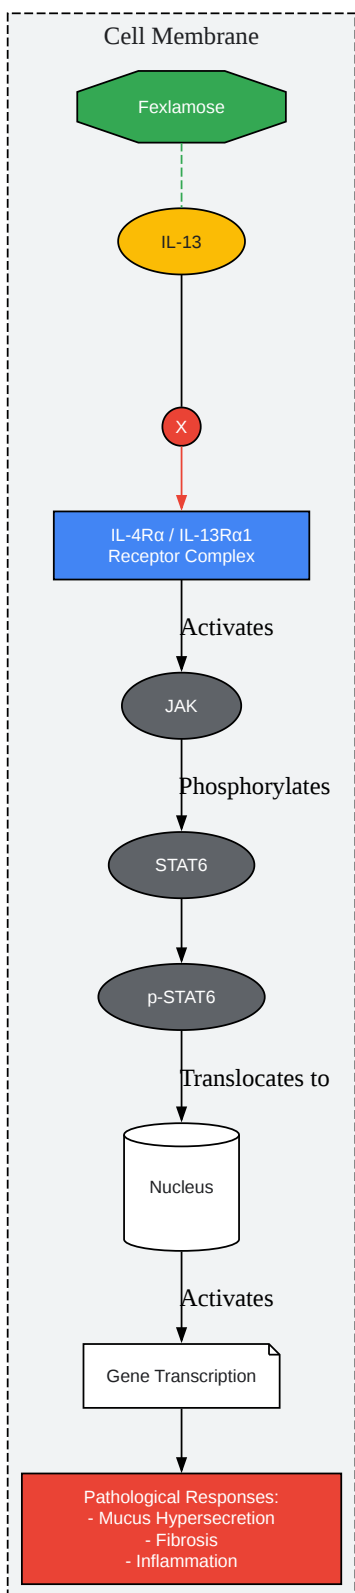 Cell Membrane
Fexlamose
IL-13
X
IL-4Rα / IL-13Rα1
Receptor Complex
Activates
JAK
Phosphorylates
STAT6
p-STAT6
Translocates to
Nucleus
Activates
Gene Transcription
Pathological Responses:
- Mucus Hypersecretion
- Fibrosis
- Inflammation